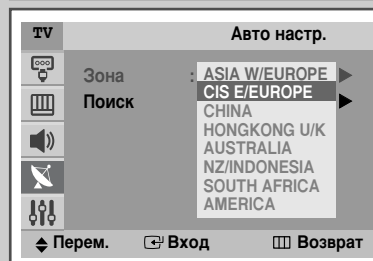 TV Авто настр.
Зона : ASIA W/EUROPE
Поиск CIS E/EUROPE
CHINA
HONGKONG U/K
AUSTRALIA
NZ/INDONESIA
SOUTH AFRICA
AMERICA
Перем. Вход Возврат